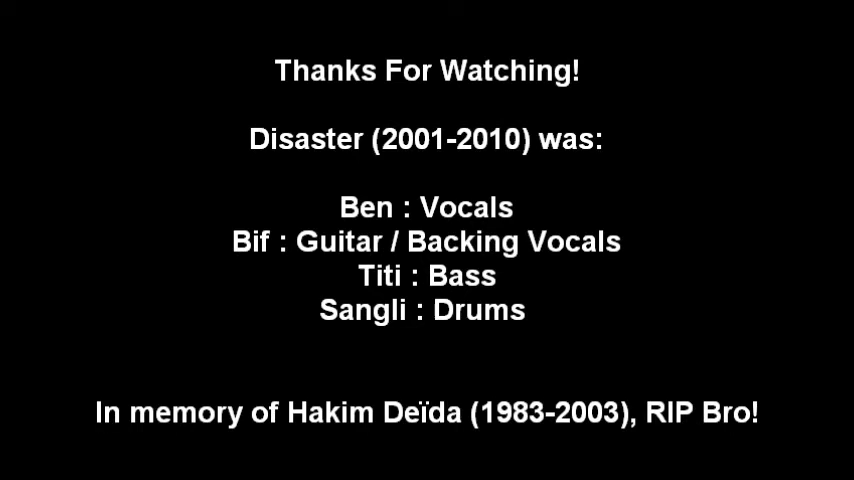 Thanks For Watching!
Disaster (2001-2010) was:
Ben : Vocals
Bif : Guitar / Backing Vocals
Titi : Bass
Sangli : Drums
In memory of Hakim Deïda (1983-2003), RIP Bro!